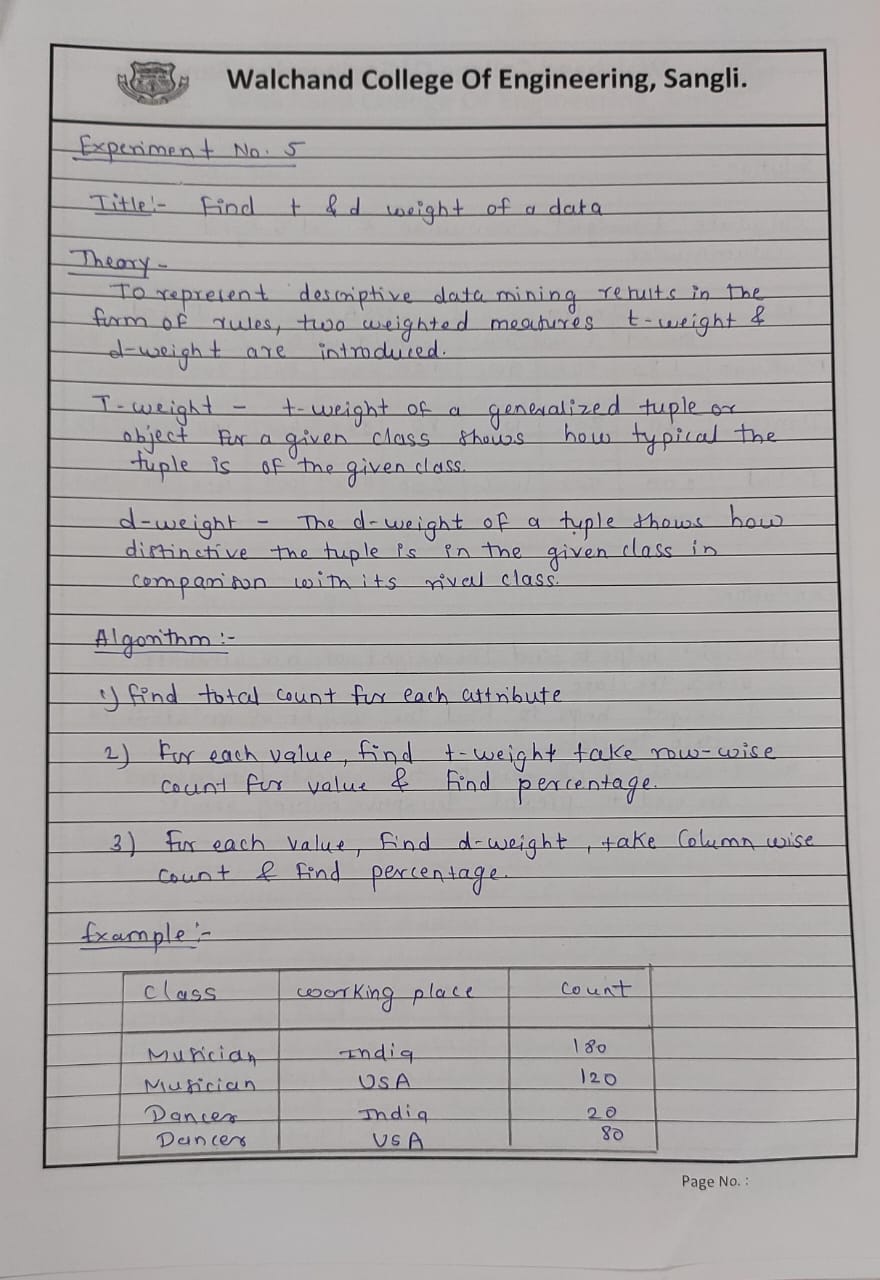 Walchand College Of Engineering, Sangli.
Experiment No. 5
Title:- Find t & d weight of a data
Theory -
To represent descriptive data mining results in the
form of rules, two weighted measures t-weight &
d-weight are introduced.
T-weight - t-weight of a generalized tuple or
object for a given class shows how typical the
tuple is of the given class.
d-weight - The d-weight of a tuple shows how
distinctive the tuple is in the given class in
comparison with its rival class.
Algorithm :-
1) find total count for each attribute
2) For each value, find t-weight take row-wise
count for value & find percentage.
3) For each value, find d-weight, take Column wise
count & find percentage.
Example :-
Class working place Count
Musician India 180
Musician USA 120
Dancer India 20
Dancer USA 80
Page No. :